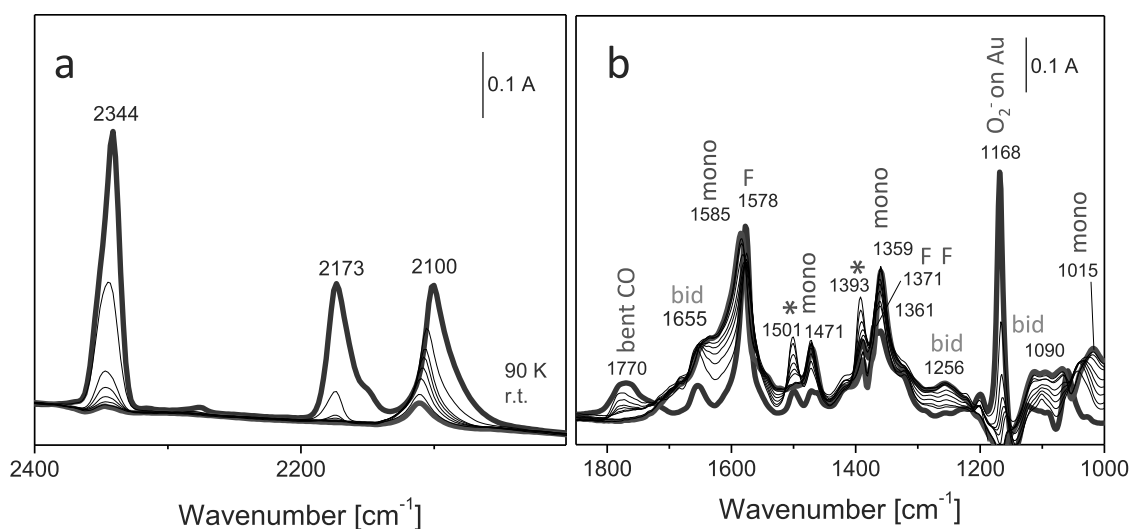 a
0.1 A
2344
2173
2100
90 K
r.t.
2400
2200
Wavenumber [cm⁻¹]
b
0.1 A
bent CO
1770
bid
1655
mono
1585
F
1578
*
1501
mono
1471
*
1393
mono
1359
F F
1371
1361
bid
1256
O₂⁻ on Au
1168
bid
1090
mono
1015
1800
1600
1400
1200
1000
Wavenumber [cm⁻¹]